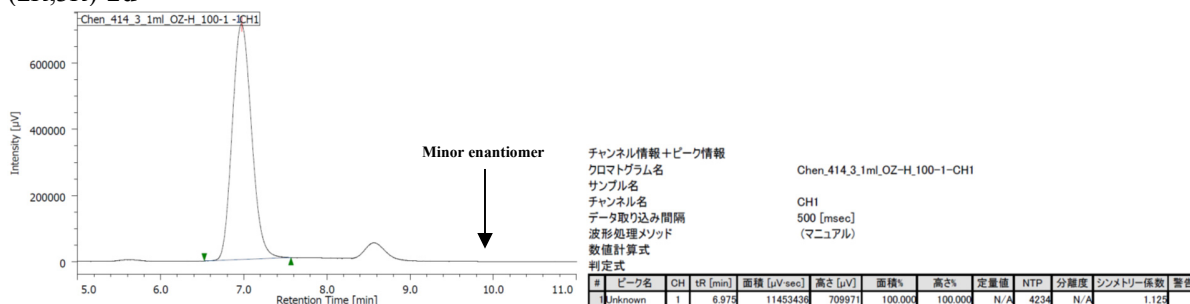 Chen_414_3_1ml_OZ-H_100-1 -CH1
600000
400000
200000
0
Intensity [μV]
5.0 6.0 7.0 8.0 9.0 10.0 11.0
Retention Time [min]
Minor enantiomer
チャンネル情報+ピーク情報
クロマトグラム名 Chen_414_3_1ml_OZ-H_100-1-CH1
サンプル名
チャンネル名 CH1
データ取り込み間隔 500 [msec]
波形処理メソッド (マニュアル)
数値計算式
判定式
# ピーク名 CH tR [min] 面積 [μV·sec] 高さ [μV] 面積% 高さ% 定量値 NTP 分離度 シンメトリー係数 警告
1 Unknown 1 6.975 11453436 709971 100.000 100.000 N/A 4234 N/A 1.125